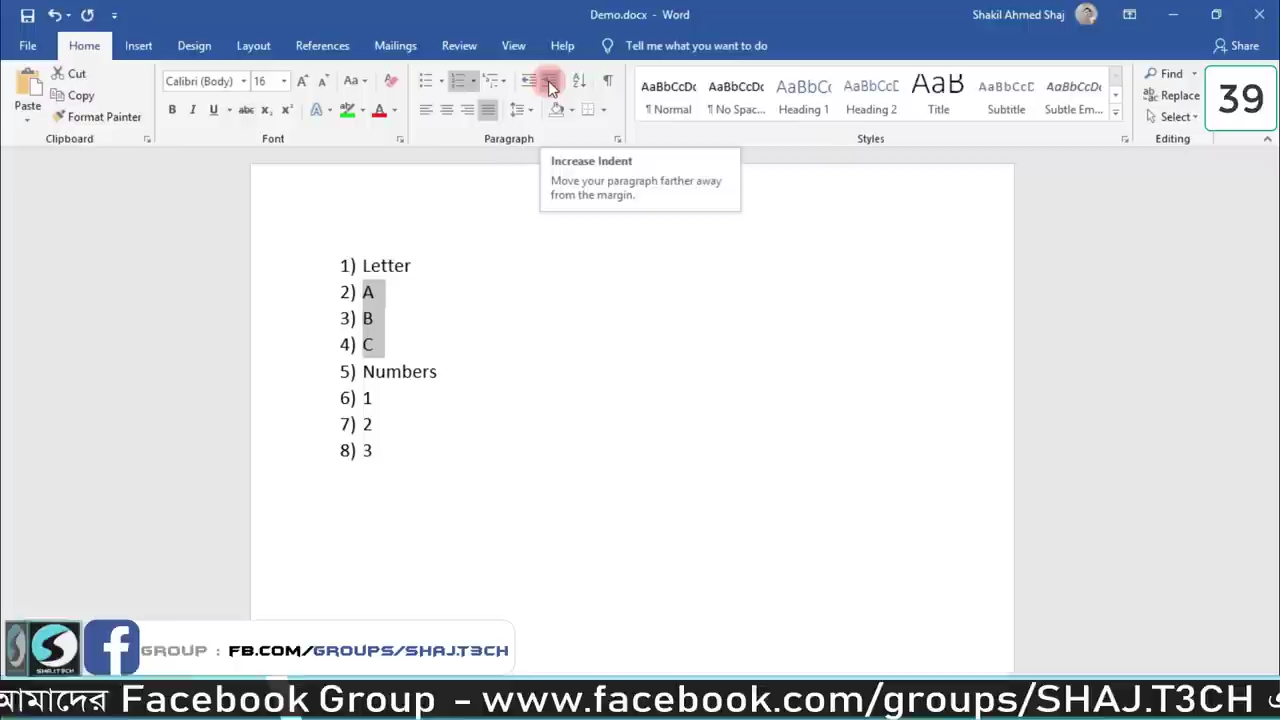 Demo.docx - Word
Shakil Ahmed Shaj
File Home Insert Design Layout References Mailings Review View Help Tell me what you want to do Share
Paste
Cut
Copy
Format Painter
Clipboard
Calibri (Body) 16
Font
Paragraph
AaBbCcDc AaBbCcDc AaBbCc AaBbCcC AaB AaBbCcC AaBbCcDc
¶ Normal ¶ No Spac... Heading 1 Heading 2 Title Subtitle Subtle Em...
Styles
Find
Replace
Select
Editing
39
Increase Indent
Move your paragraph farther away
from the margin.
1) Letter
2) A
3) B
4) C
5) Numbers
6) 1
7) 2
8) 3
SHAJ.T3CH
GROUP : FB.COM/GROUPS/SHAJ.T3CH
আমাদের Facebook Group - www.facebook.com/groups/SHAJ.T3CH এ